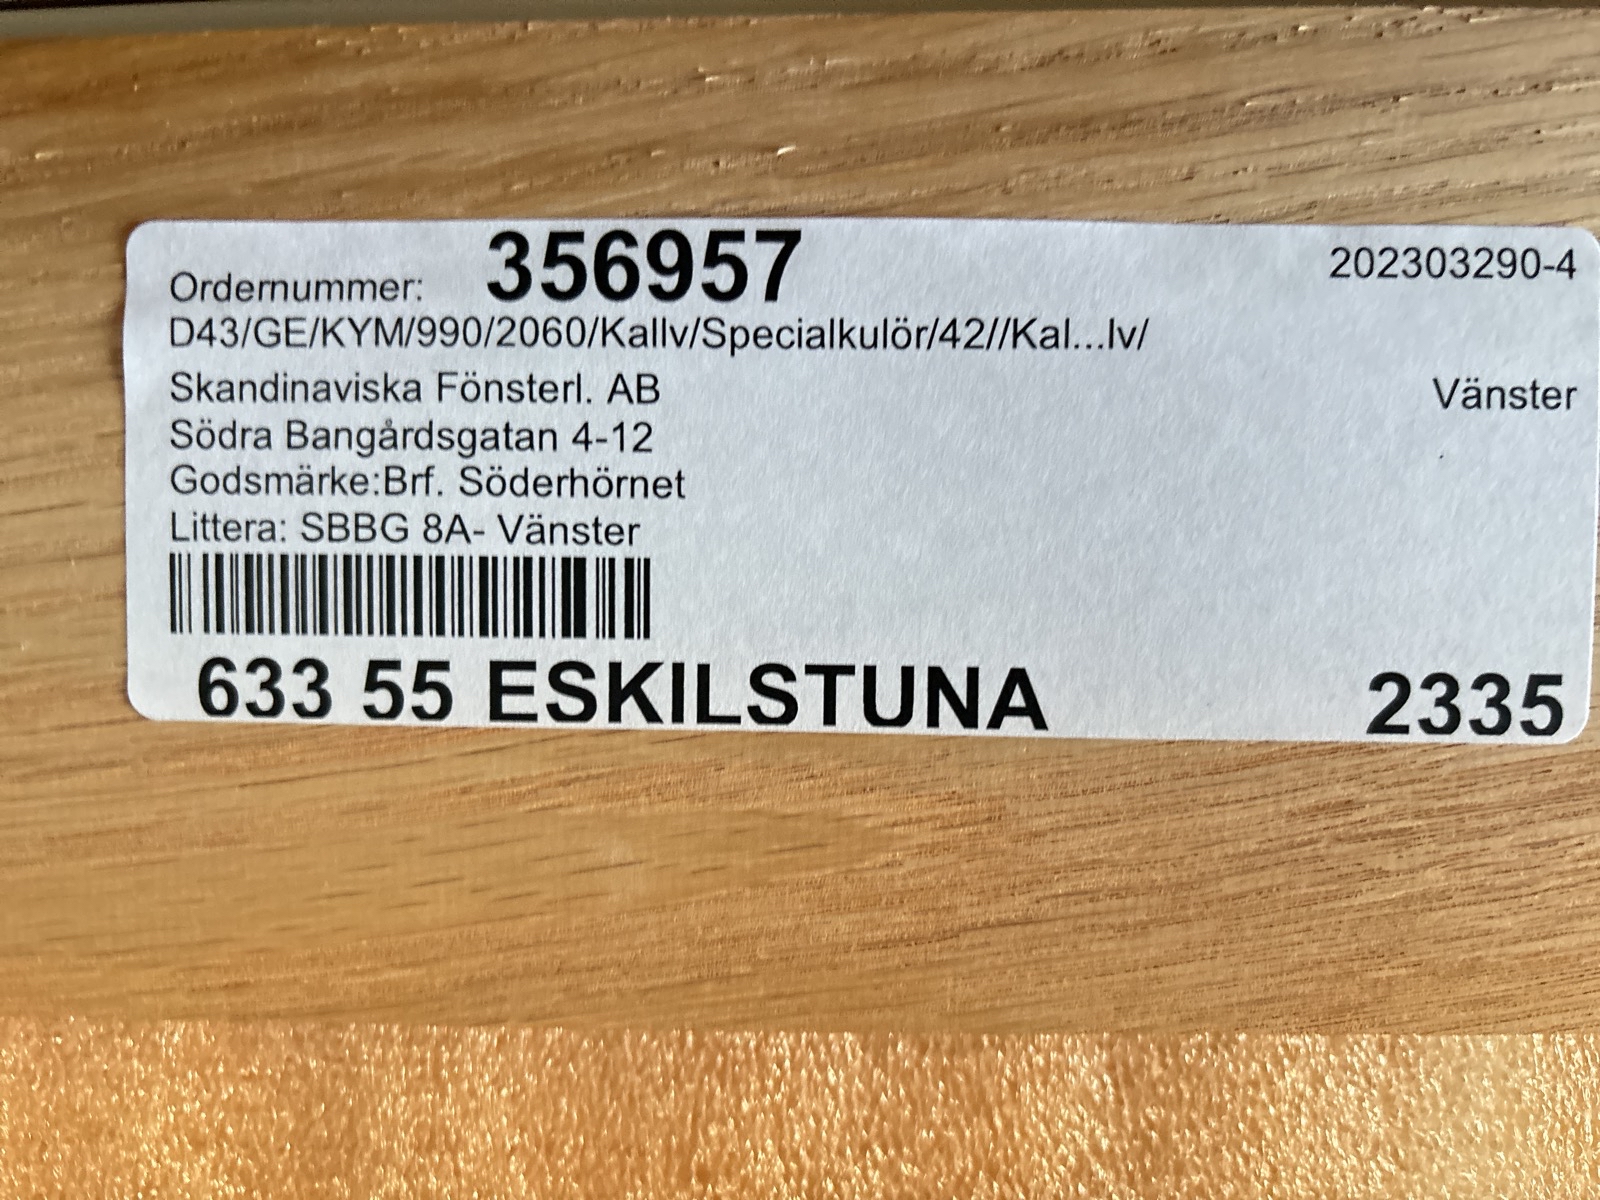 Ordernummer: 356957 202303290-4
D43/GE/KYM/990/2060/Kallv/Specialkulör/42//Kal...lv/
Skandinaviska Fönsterl. AB Vänster
Södra Bangårdsgatan 4-12
Godsmärke:Brf. Söderhörnet
Littera: SBBG 8A- Vänster
633 55 ESKILSTUNA 2335